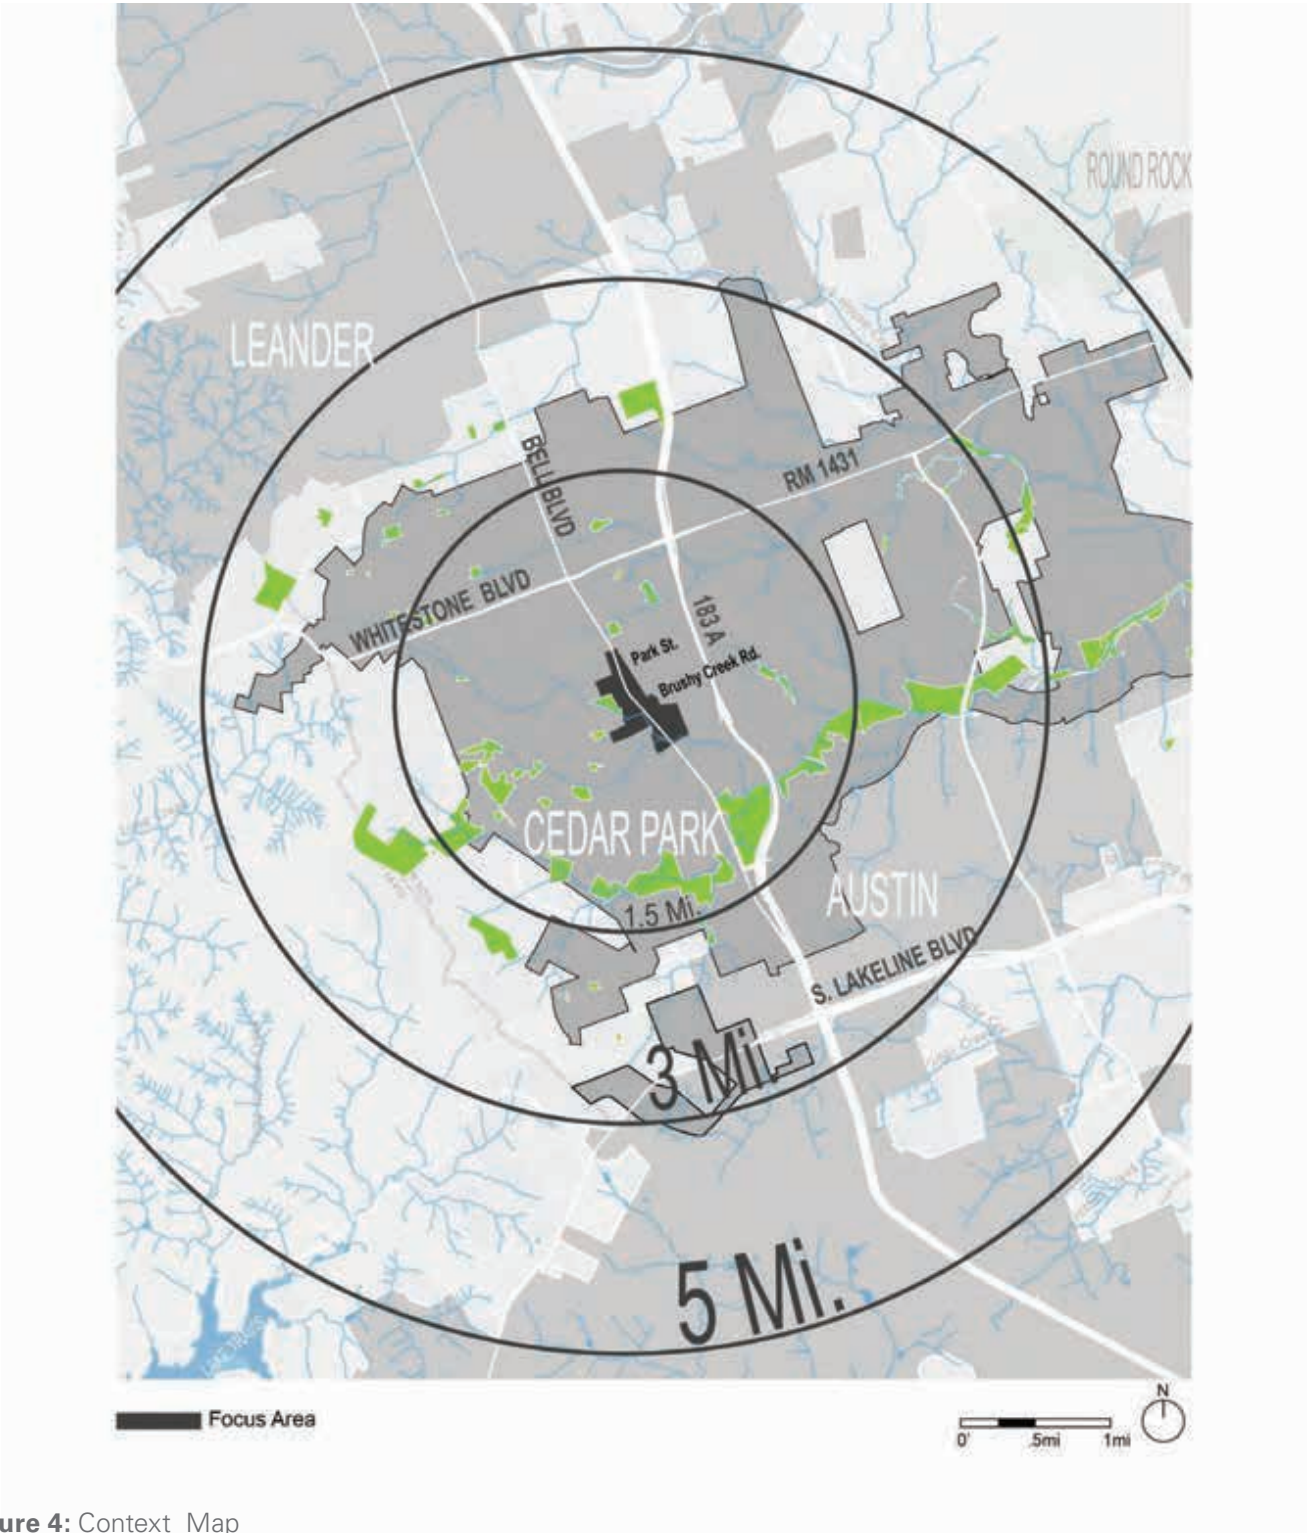 ROUND ROCK
LEANDER
BELL BLVD
RM 1431
WHITESTONE BLVD
183 A
Park St.
Brushy Creek Rd.
CEDAR PARK
AUSTIN
1.5 Mi.
S. LAKELINE BLVD
3 Mi.
5 Mi.
N
Focus Area
0' .5mi 1mi
ure 4: Context Map